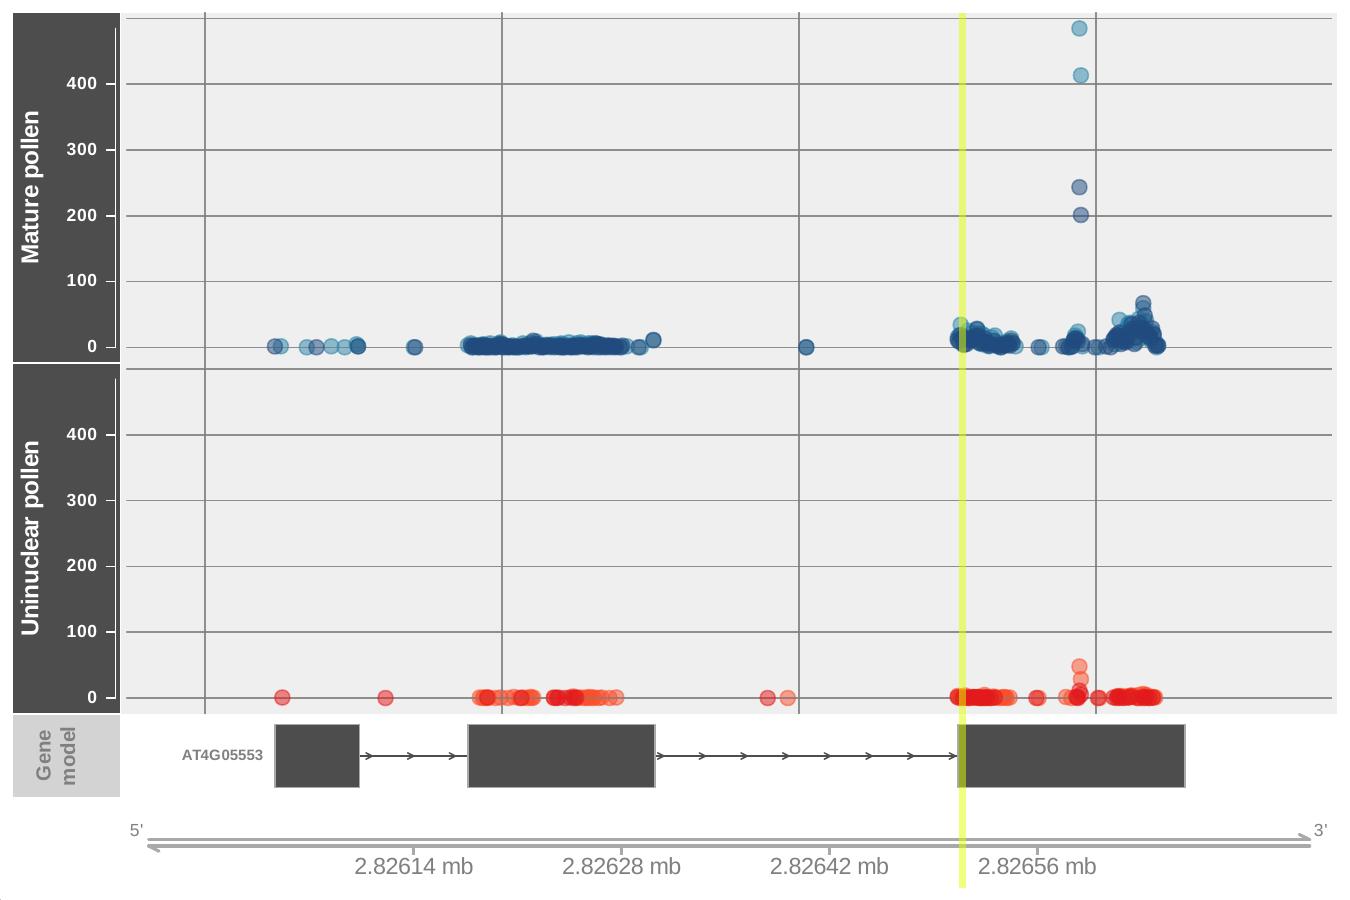 Mature pollen
400
300
200
100
0
Uninuclear pollen
400
300
200
100
0
Gene
model
AT4G05553
5'
3'
2.82614 mb
2.82628 mb
2.82642 mb
2.82656 mb